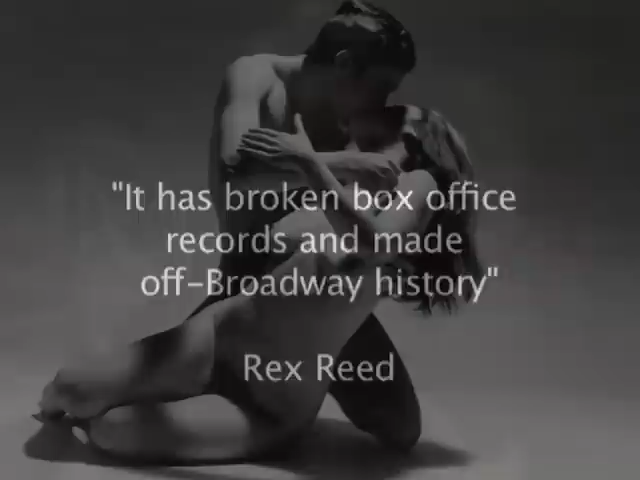 "It has broken box office
records and made
off-Broadway history"
Rex Reed